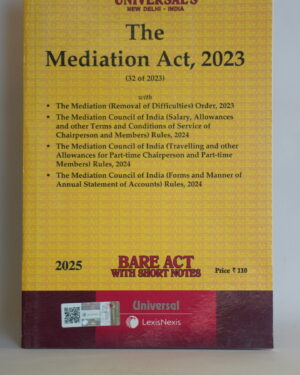 UNIVERSAL'S
NEW DELHI - INDIA
The
Mediation Act, 2023
(32 of 2023)
with
• The Mediation (Removal of Difficulties) Order, 2023
• The Mediation Council of India (Salary, Allowances
and other Terms and Conditions of Service of
Chairperson and Members) Rules, 2024
• The Mediation Council of India (Travelling and other
Allowances for Part-time Chairperson and Part-time
Members) Rules, 2024
• The Mediation Council of India (Forms and Manner of
Annual Statement of Accounts) Rules, 2024
2025
BARE ACT
WITH SHORT NOTES
Price ₹ 110
Universal
LexisNexis